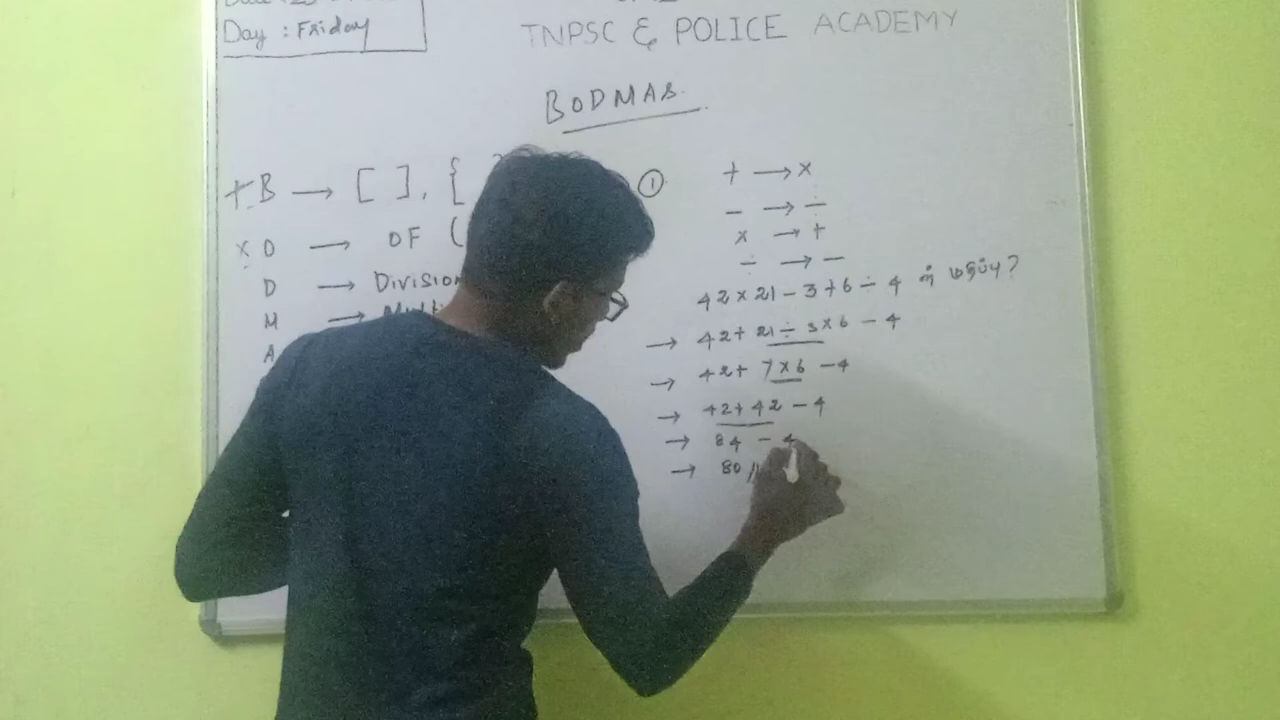 Day : Friday
TNPSC & POLICE ACADEMY
BODMAS
+ B → [ ], {
× O → OF (
D → Division
M →
A
①
+ → ×
− → ÷
× → +
÷ → −
42 × 21 − 3 + 6 ÷ 4 ன் மதிப்பு?
→ 42 + 21 ÷ 3 × 6 − 4
→ 42 + 7 × 6 − 4
→ 42 + 42 − 4
→ 84 − 4
→ 80 //